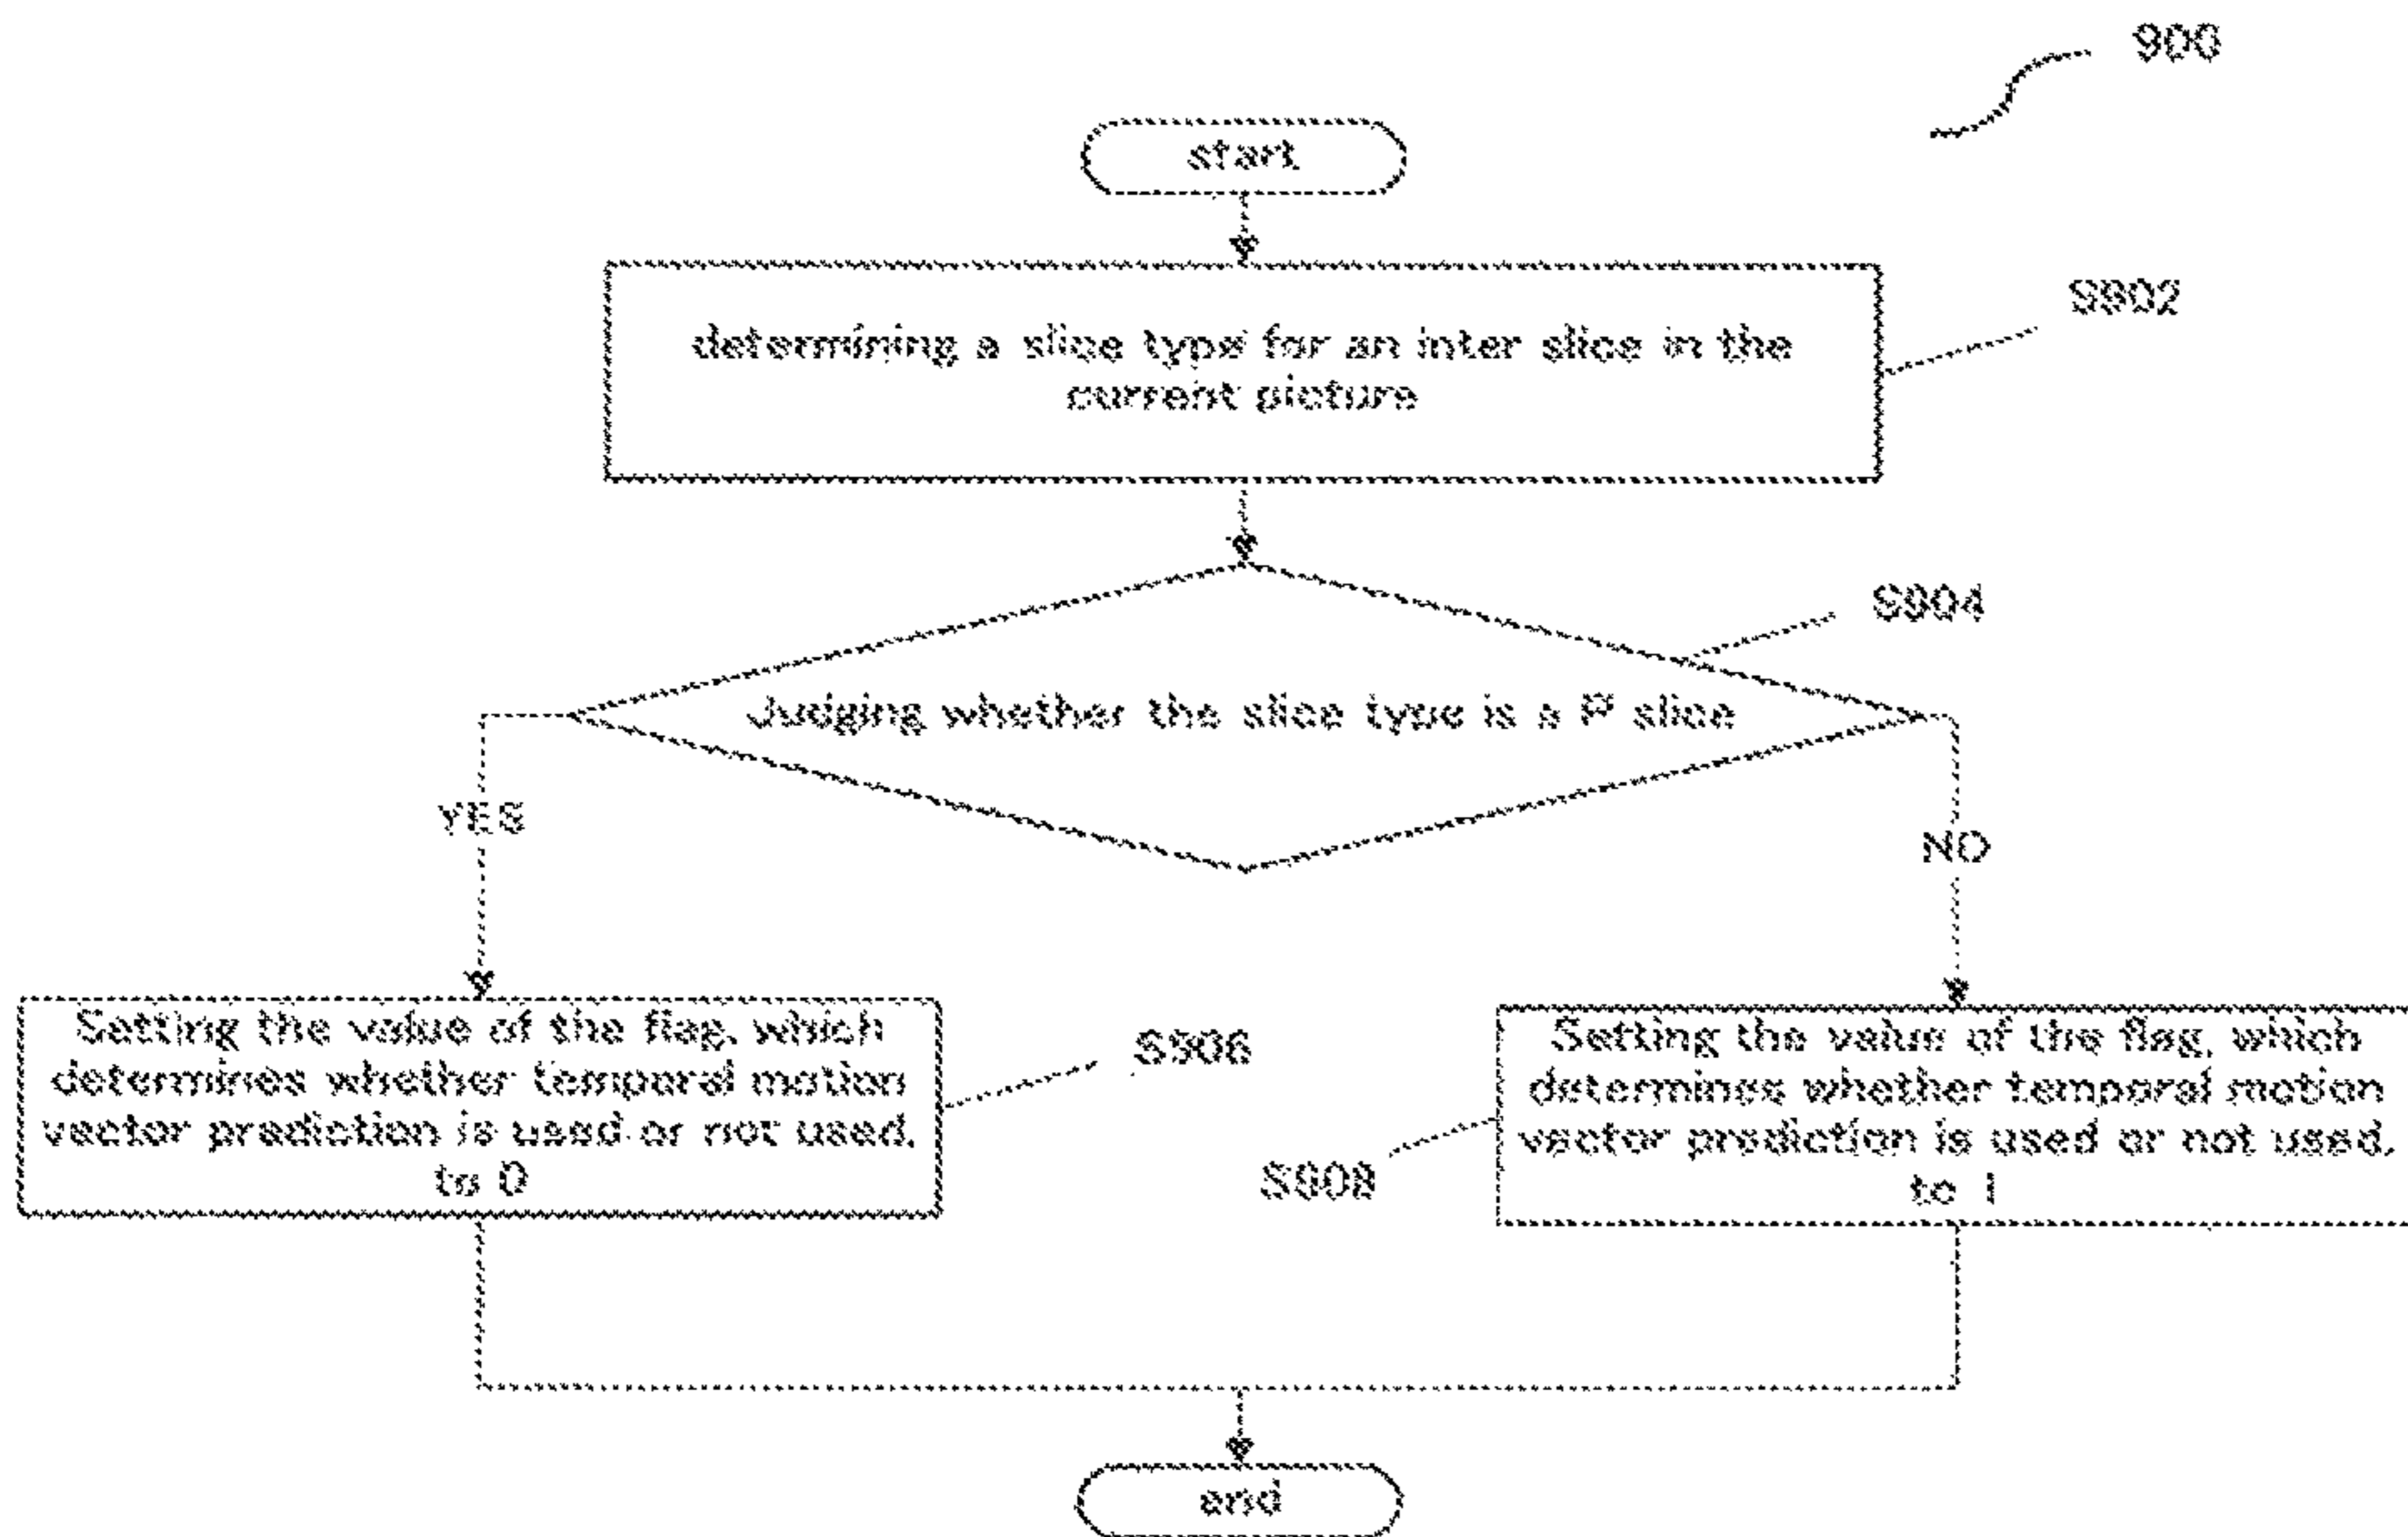 900
start
S902
determining a slice type for an inter slice in the
current picture
S904
Judging whether the slice type is a P slice
YES
NO
Setting the value of the flag, which
determines whether temporal motion
vector prediction is used or not used,
to 0
S906
Setting the value of the flag, which
determines whether temporal motion
vector prediction is used or not used,
to 1
S908
end